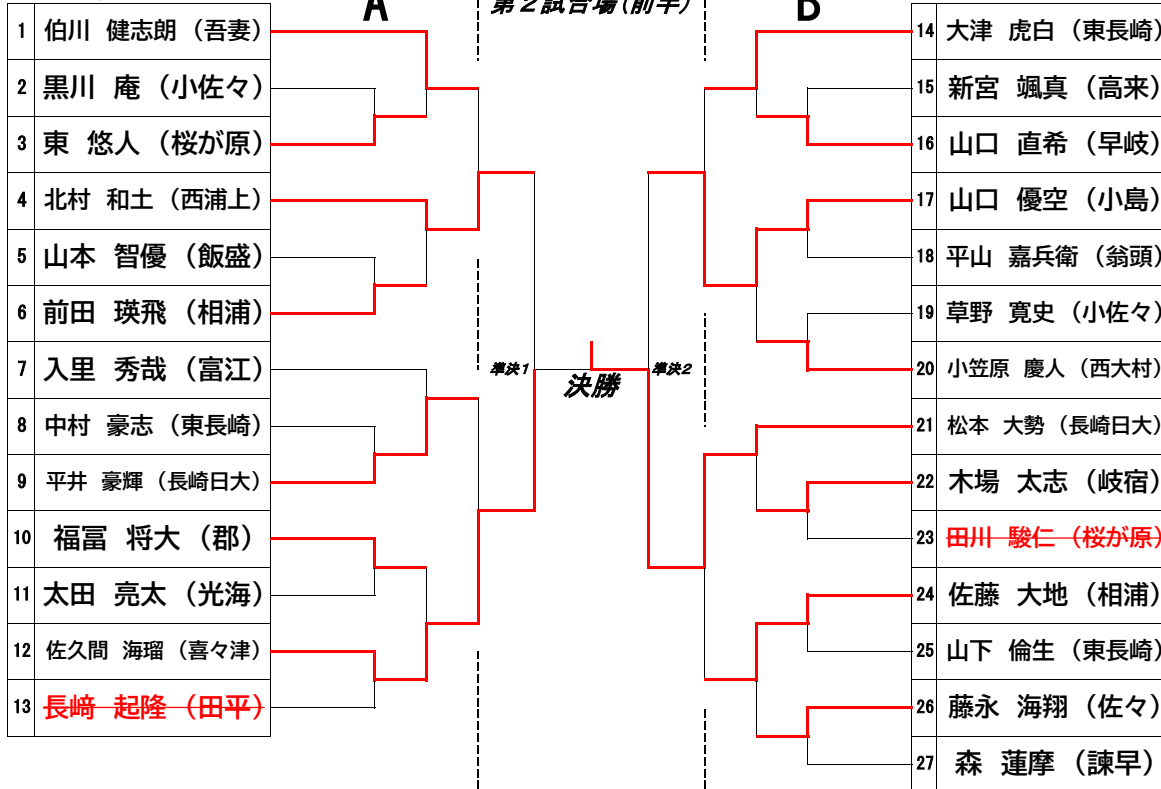 A
第２試合場（前半）
1 伯川 健志朗（吾妻）
2 黒川 庵（小佐々）
3 東 悠人（桜が原）
4 北村 和士（西浦上）
5 山本 智優（飯盛）
6 前田 瑛飛（相浦）
7 入里 秀哉（富江）
8 中村 豪志（東長崎）
9 平井 豪輝（長崎日大）
10 福冨 将大（郡）
11 太田 亮太（光海）
12 佐久間 海瑠（喜々津）
13 長﨑 起隆（田平）
準決1
決勝
準決2
14 大津 虎白（東長崎）
15 新宮 颯真（高来）
16 山口 直希（早岐）
17 山口 優空（小島）
18 平山 嘉兵衛（翁頭）
19 草野 寛史（小佐々）
20 小笠原 慶人（西大村）
21 松本 大勢（長崎日大）
22 木場 太志（岐宿）
23 田川 駿仁（桜が原）
24 佐藤 大地（相浦）
25 山下 倫生（東長崎）
26 藤永 海翔（佐々）
27 森 蓮摩（諫早）